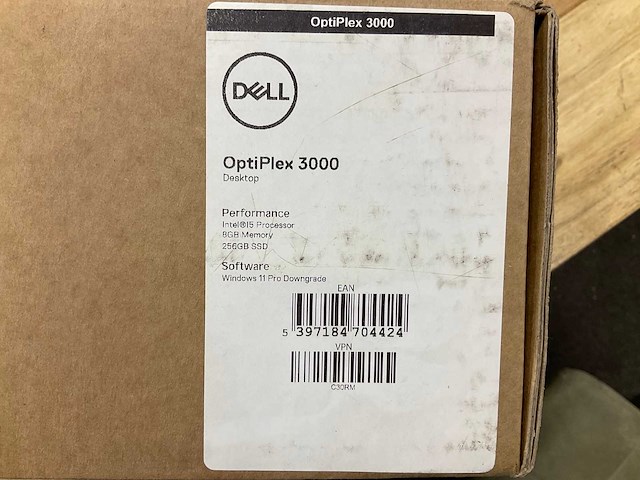 OptiPlex 3000
DELL
OptiPlex 3000
Desktop
Performance
Intel®I5 Processor
8GB Memory
256GB SSD
Software
Windows 11 Pro Downgrade
EAN
5 397184 704424
VPN
C30RM